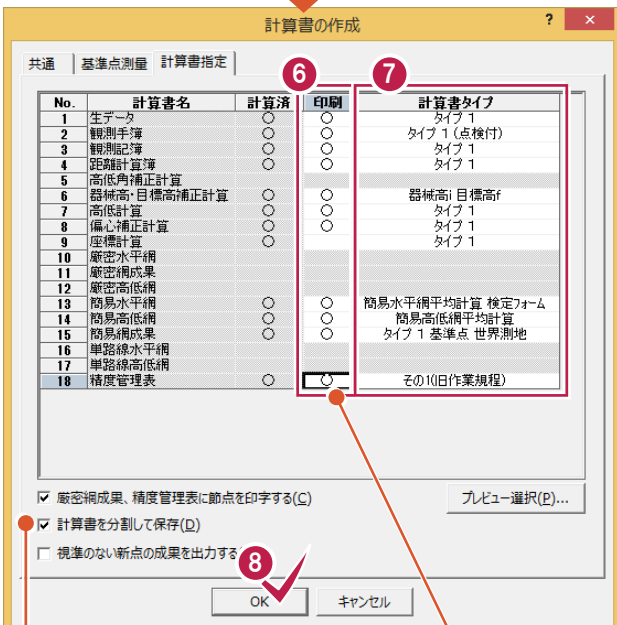 計算書の作成 ? ×
共通 基準点測量 計算書指定
6 7
No. 計算書名 計算済 印刷 計算書タイプ
1 生データ ○ ○ タイプ 1
2 観測手簿 ○ ○ タイプ 1 (点検付)
3 観測記簿 ○ ○ タイプ 1
4 距離計算簿 ○ ○ タイプ 1
5 高低角補正計算
6 器械高・目標高補正計算 ○ ○ 器械高i 目標高f
7 高低計算 ○ ○ タイプ 1
8 偏心補正計算 ○ ○ タイプ 1
9 座標計算 ○ タイプ 1
10 厳密水平網
11 厳密網成果
12 厳密高低網
13 簡易水平網 ○ ○ 簡易水平網平均計算 検定フォーム
14 簡易高低網 ○ ○ 簡易高低網平均計算
15 簡易網成果 ○ ○ タイプ 1 基準点 世界測地
16 単路線水平網
17 単路線高低網
18 精度管理表 ○ ○ その1(旧作業規程)
厳密網成果、精度管理表に節点を印字する(C) プレビュー選択(P)...
計算書を分割して保存(D)
視準のない新点の成果を出力する
8
OK キャンセル